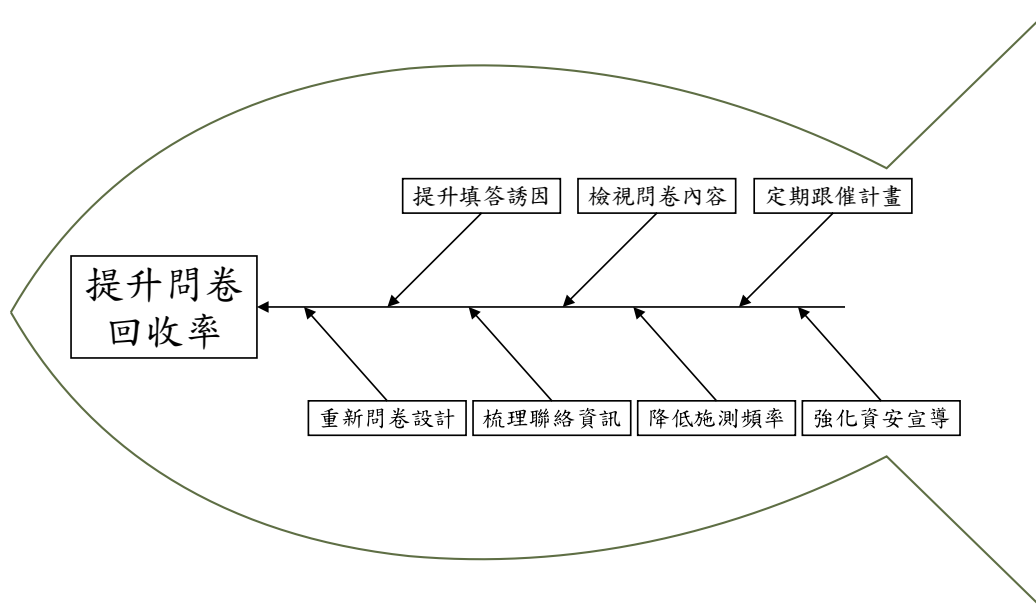 提升填答誘因
檢視問卷內容
定期跟催計畫
提升問卷
回收率
重新問卷設計
梳理聯絡資訊
降低施測頻率
強化資安宣導